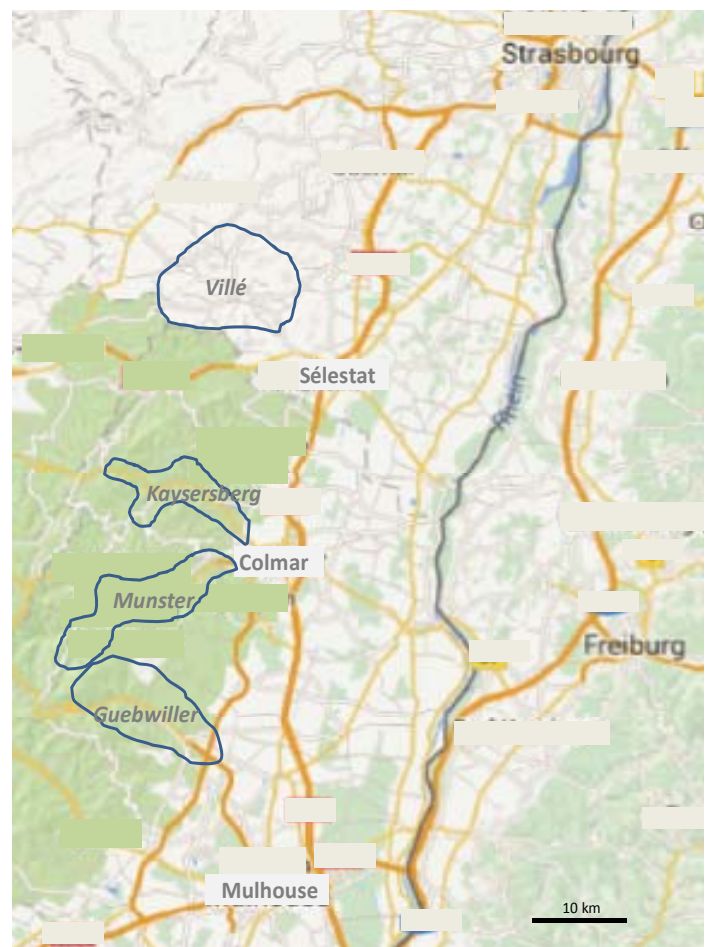 Strasbourg
Villé
Sélestat
Rhein
Kaysersberg
Colmar
Munster
Freiburg
Guebwiller
Mulhouse
10 km